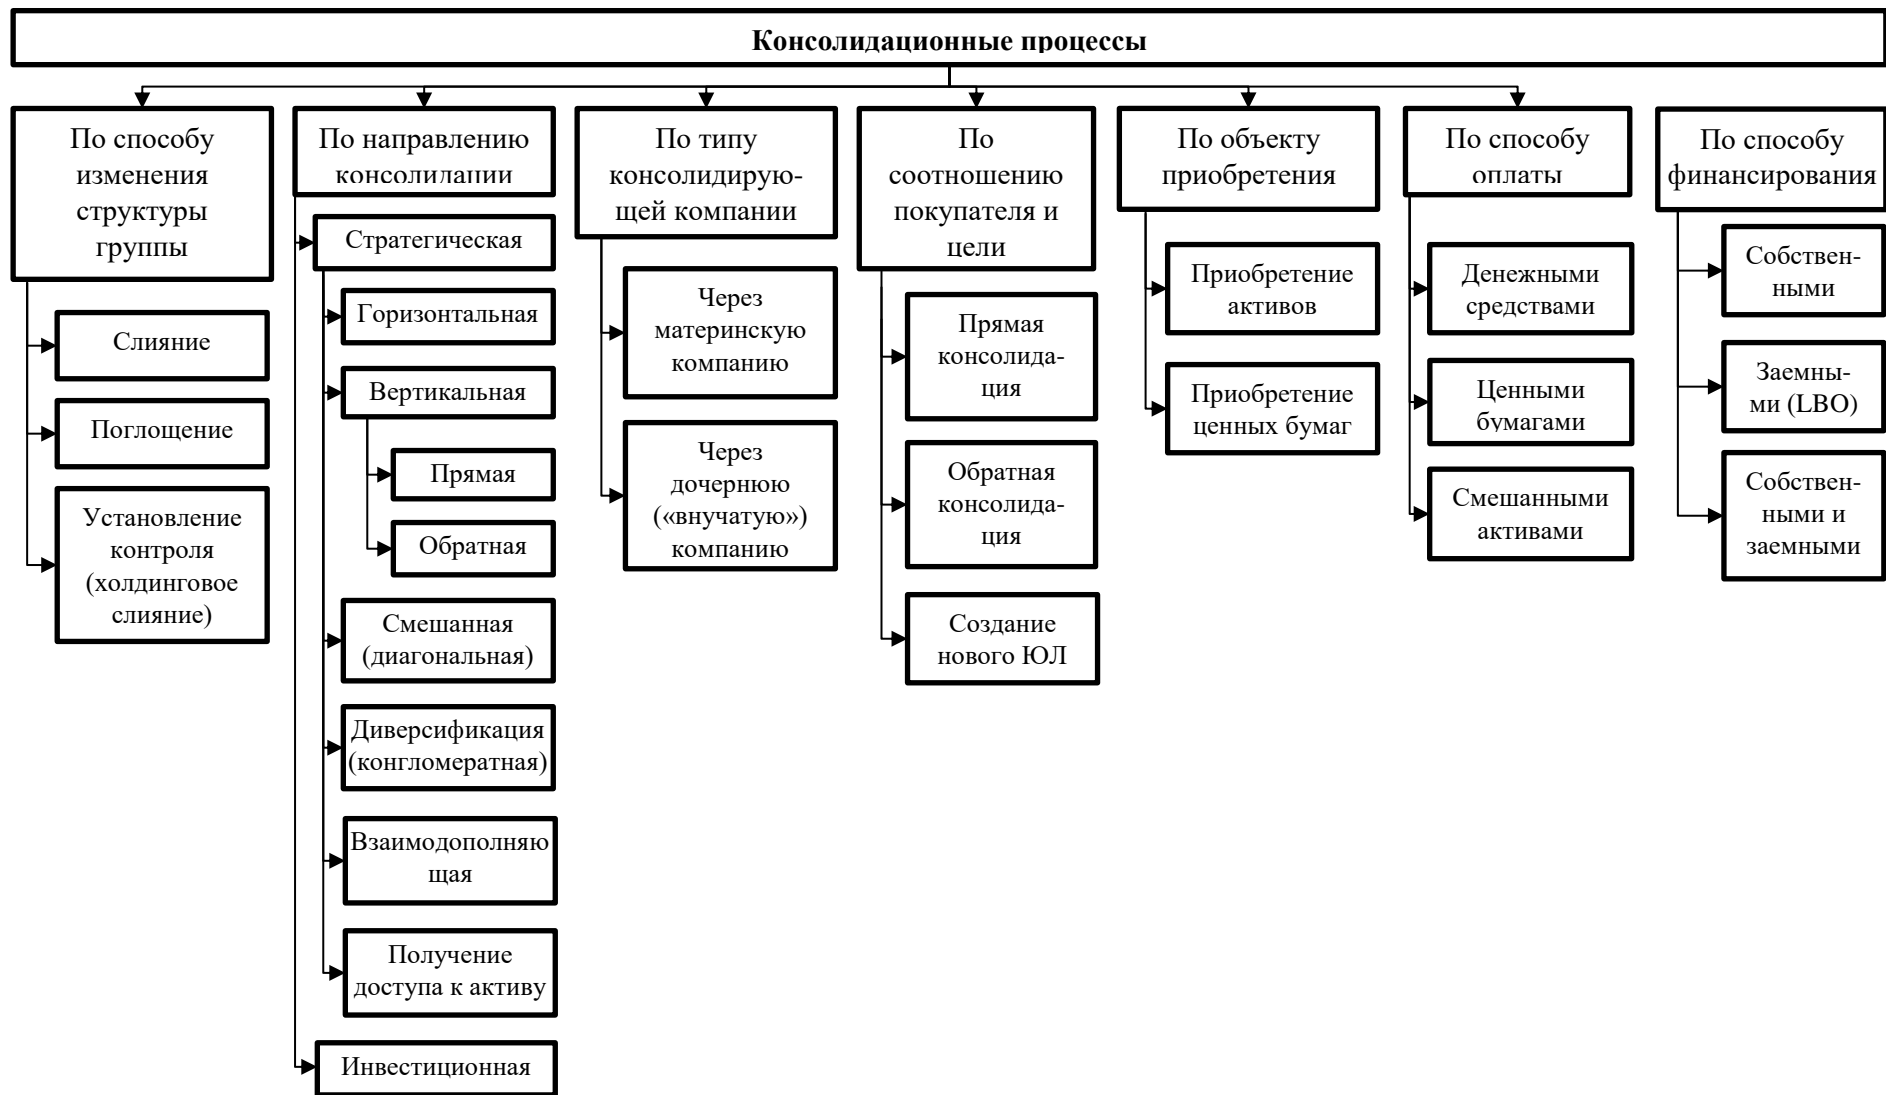 Консолидационные процессы
По способу
изменения
структуры
группы
Слияние
Поглощение
Установление
контроля
(холдинговое
слияние)
По направлению
консолидации
Стратегическая
Горизонтальная
Вертикальная
Прямая
Обратная
Смешанная
(диагональная)
Диверсификация
(конгломератная)
Взаимодополняю
щая
Получение
доступа к активу
Инвестиционная
По типу
консолидирую-
щей компании
Через
материнскую
компанию
Через
дочернюю
(«внучатую»)
компанию
По
соотношению
покупателя и
цели
Прямая
консолида-
ция
Обратная
консолида-
ция
Создание
нового ЮЛ
По объекту
приобретения
Приобретение
активов
Приобретение
ценных бумаг
По способу
оплаты
Денежными
средствами
Ценными
бумагами
Смешанными
активами
По способу
финансирования
Собствен-
ными
Заемны-
ми (LBO)
Собствен-
ными и
заемными